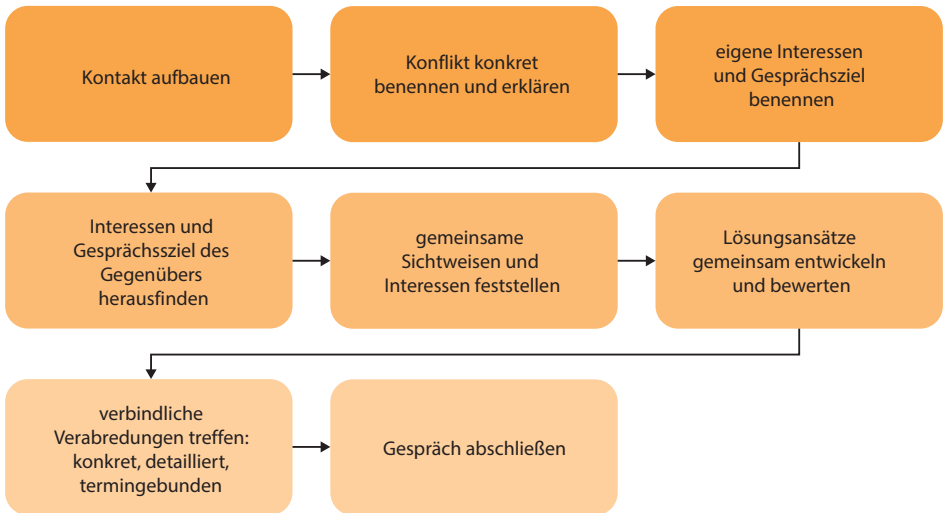 Kontakt aufbauen
Konflikt konkret
benennen und erklären
eigene Interessen
und Gesprächsziel
benennen
Interessen und
Gesprächssziel des
Gegenübers
herausfinden
gemeinsame
Sichtweisen und
Interessen feststellen
Lösungsansätze
gemeinsam entwickeln
und bewerten
verbindliche
Verabredungen treffen:
konkret, detailliert,
termingebunden
Gespräch abschließen